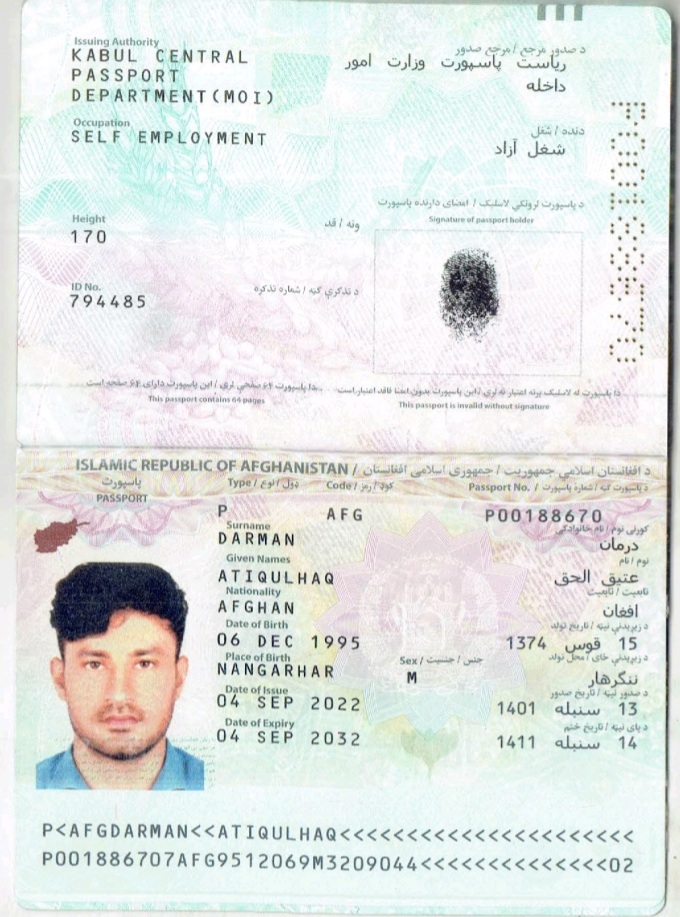 Issuing Authority د صدور مرجع / مرجع صدور
KABUL CENTRAL ریاست پاسپورت وزارت امور
PASSPORT داخله
DEPARTMENT(MOI)
Occupation دنده / شغل
SELF EMPLOYMENT شغل آزاد
د پاسپورت لرونکي لاسلیک / امضای دارنده پاسپورت
Signature of passport holder
Height ونه / قد
170
ID No. د تذکرې ګڼه / شماره تذکره
794485
P00188670
دا پاسپورت ۶۴ صفحې لري / این پاسپورت دارای ۶۴ صفحه است
This passport contains 64 pages
دا پاسپورت له لاسلیک پرته اعتبار نه لري / این پاسپورت بدون امضا فاقد اعتبار است
This passport is invalid without signature
ISLAMIC REPUBLIC OF AFGHANISTAN / د افغانستان اسلامي جمهوریت / جمهوری اسلامی افغانستان
پاسپورت Type / ډول / نوع Code / کوډ / رمز Passport No. / د پاسپورت ګڼه / شماره پاسپورت
PASSPORT
P AFG P00188670
Surname کورنی نوم / نام خانوادگی
DARMAN درمان
Given Names نوم / نام
ATIQULHAQ عتیق الحق
Nationality تابعیت / تابعیت
AFGHAN افغان
Date of Birth د زېږېدنې نېټه / تاریخ تولد
06 DEC 1995 15 قوس 1374
Place of Birth Sex / جنس / جنسیت د زېږېدنې ځای / محل تولد
NANGARHAR M ننگرهار
Date of Issue د صدور نېټه / تاریخ صدور
04 SEP 2022 13 سنبله 1401
Date of Expiry د پای نېټه / تاریخ ختم
04 SEP 2032 14 سنبله 1411
P<AFGDARMAN<<ATIQULHAQ<<<<<<<<<<<<<<<<<<<<<<
P001886707AFG9512069M3209044<<<<<<<<<<<<<<02